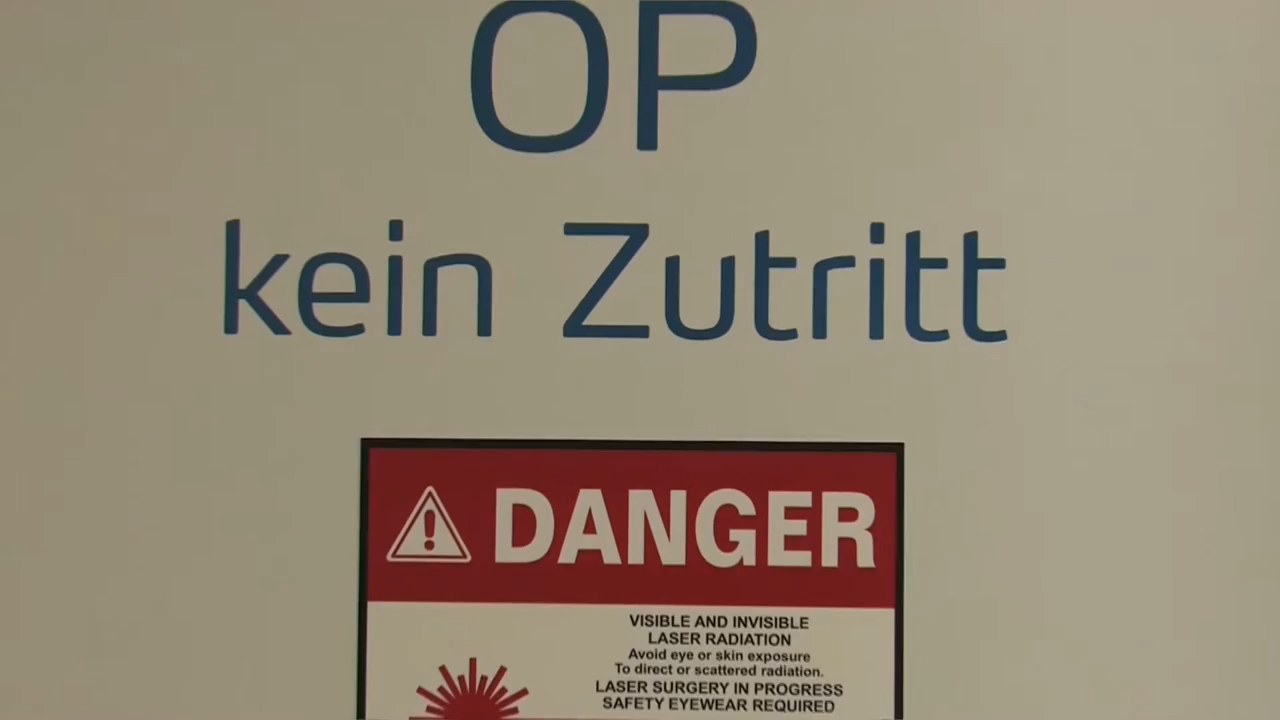 OP
kein Zutritt
DANGER
VISIBLE AND INVISIBLE
LASER RADIATION
Avoid eye or skin exposure
To direct or scattered radiation.
LASER SURGERY IN PROGRESS
SAFETY EYEWEAR REQUIRED